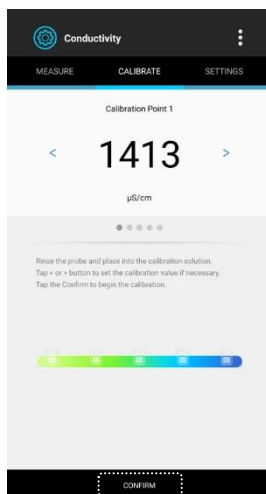 Conductivity
MEASURE CALIBRATE SETTINGS
Calibration Point 1
< 1413 >
µS/cm
Rinse the probe and place into the calibration solution.
Tap < or > button to set the calibration value if necessary.
Tap the Confirm to begin the calibration.
CONFIRM